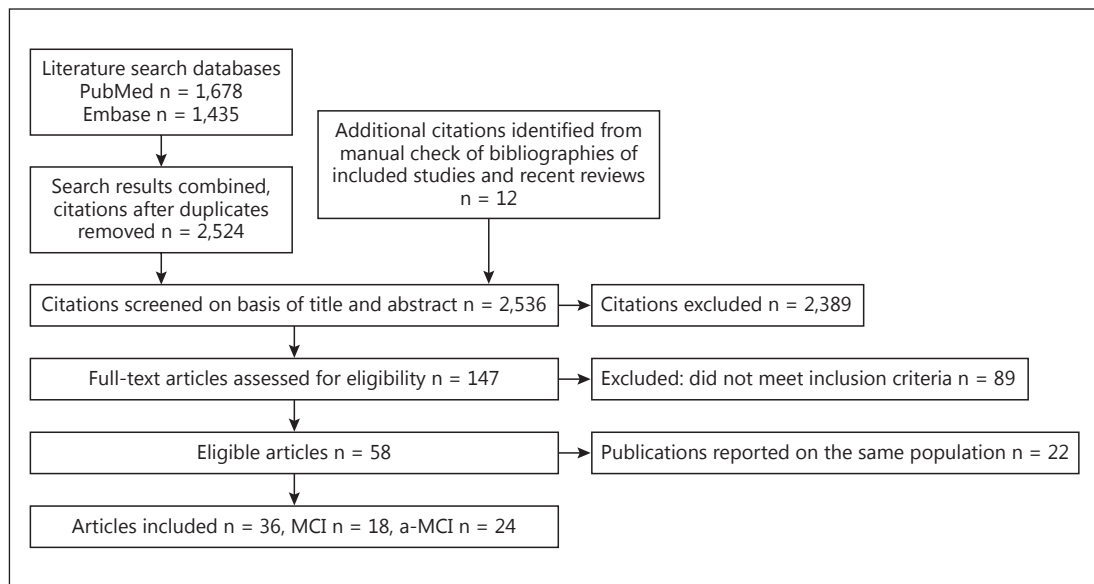 Literature search databases
PubMed n = 1,678
Embase n = 1,435
Additional citations identified from
manual check of bibliographies of
included studies and recent reviews
n = 12
Search results combined,
citations after duplicates
removed n = 2,524
Citations screened on basis of title and abstract n = 2,536
Citations excluded n = 2,389
Full-text articles assessed for eligibility n = 147
Excluded: did not meet inclusion criteria n = 89
Eligible articles n = 58
Publications reported on the same population n = 22
Articles included n = 36, MCI n = 18, a-MCI n = 24